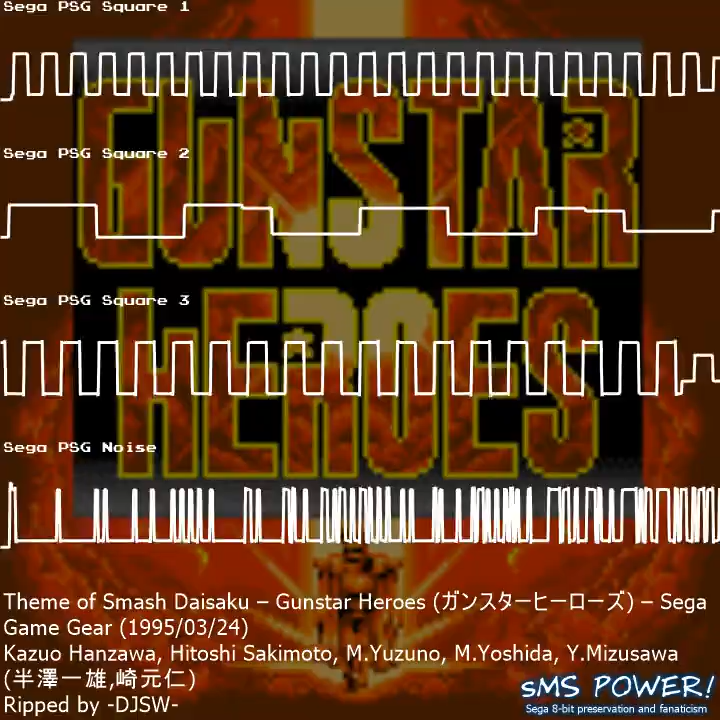 Sega PSG Square 1
GUNSTAR
Sega PSG Square 2
Sega PSG Square 3
HEROES
Sega PSG Noise
Theme of Smash Daisaku – Gunstar Heroes (ガンスターヒーローズ) – Sega
Game Gear (1995/03/24)
Kazuo Hanzawa, Hitoshi Sakimoto, M.Yuzuno, M.Yoshida, Y.Mizusawa
(半澤一雄,崎元仁)
Ripped by -DJSW-
SMS POWER!
Sega 8-bit preservation and fanaticism